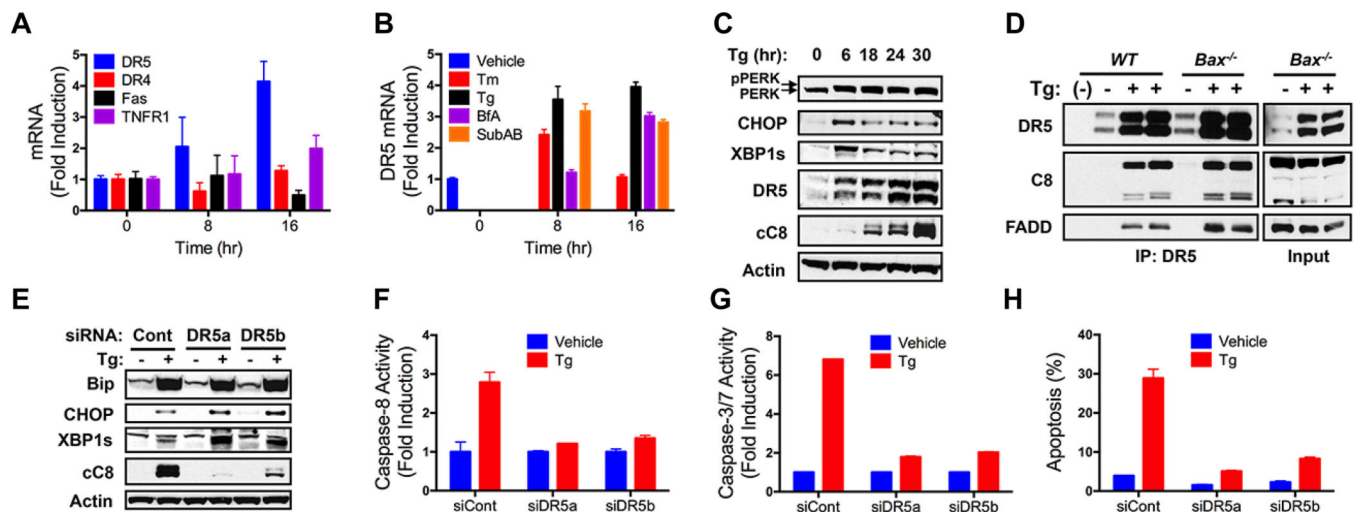 A
mRNA
(Fold Induction)
5
4
3
2
1
0
DR5
DR4
Fas
TNFR1
0 8 16
Time (hr)
B
DR5 mRNA
(Fold Induction)
5
4
3
2
1
0
Vehicle
Tm
Tg
BfA
SubAB
0 8 16
Time (hr)
C
Tg (hr): 0 6 18 24 30
pPERK
PERK
CHOP
XBP1s
DR5
cC8
Actin
D
WT Bax-/- Bax-/-
Tg: (-) - + + - + + - + +
DR5
C8
FADD
IP: DR5 Input
E
siRNA: Cont DR5a DR5b
Tg: - + - + - +
Bip
CHOP
XBP1s
cC8
Actin
F
Caspase-8 Activity
(Fold Induction)
4
3
2
1
0
Vehicle
Tg
siCont siDR5a siDR5b
G
Caspase-3/7 Activity
(Fold Induction)
8
6
4
2
0
Vehicle
Tg
siCont siDR5a siDR5b
H
Apoptosis (%)
40
30
20
10
0
Vehicle
Tg
siCont siDR5a siDR5b